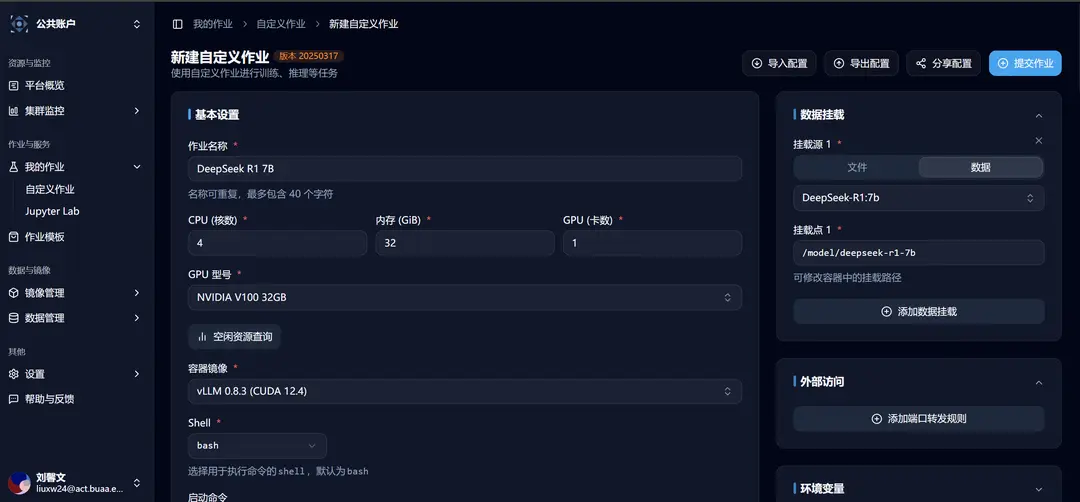 公共账户
资源与监控
平台概览
集群监控
作业与服务
我的作业
自定义作业
Jupyter Lab
作业模板
数据与镜像
镜像管理
数据管理
其他
设置
帮助与反馈
刘馨文
liuxw24@act.buaa.e...
我的作业 > 自定义作业 > 新建自定义作业
新建自定义作业 版本 20250317
使用自定义作业进行训练、推理等任务
导入配置 导出配置 分享配置 提交作业
基本设置
作业名称 *
DeepSeek R1 7B
名称可重复，最多包含 40 个字符
CPU (核数) * 内存 (GiB) * GPU (卡数) *
4 32 1
GPU 型号 *
NVIDIA V100 32GB
空闲资源查询
容器镜像 *
vLLM 0.8.3 (CUDA 12.4)
Shell *
bash
选择用于执行命令的 shell，默认为 bash
启动命令
数据挂载
挂载源 1 *
文件 数据
DeepSeek-R1:7b
挂载点 1 *
/model/deepseek-r1-7b
可修改容器中的挂载路径
添加数据挂载
外部访问
添加端口转发规则
环境变量